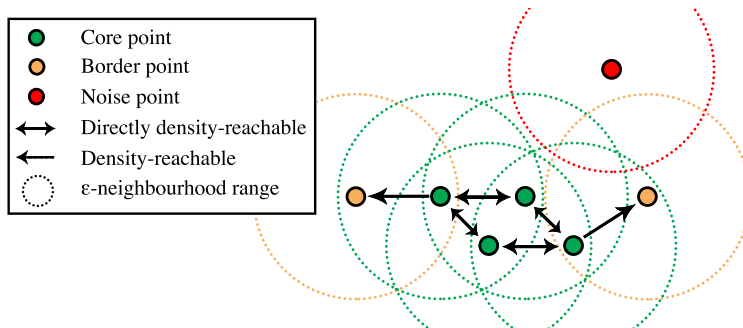 Core point
Border point
Noise point
Directly density-reachable
Density-reachable
ε-neighbourhood range